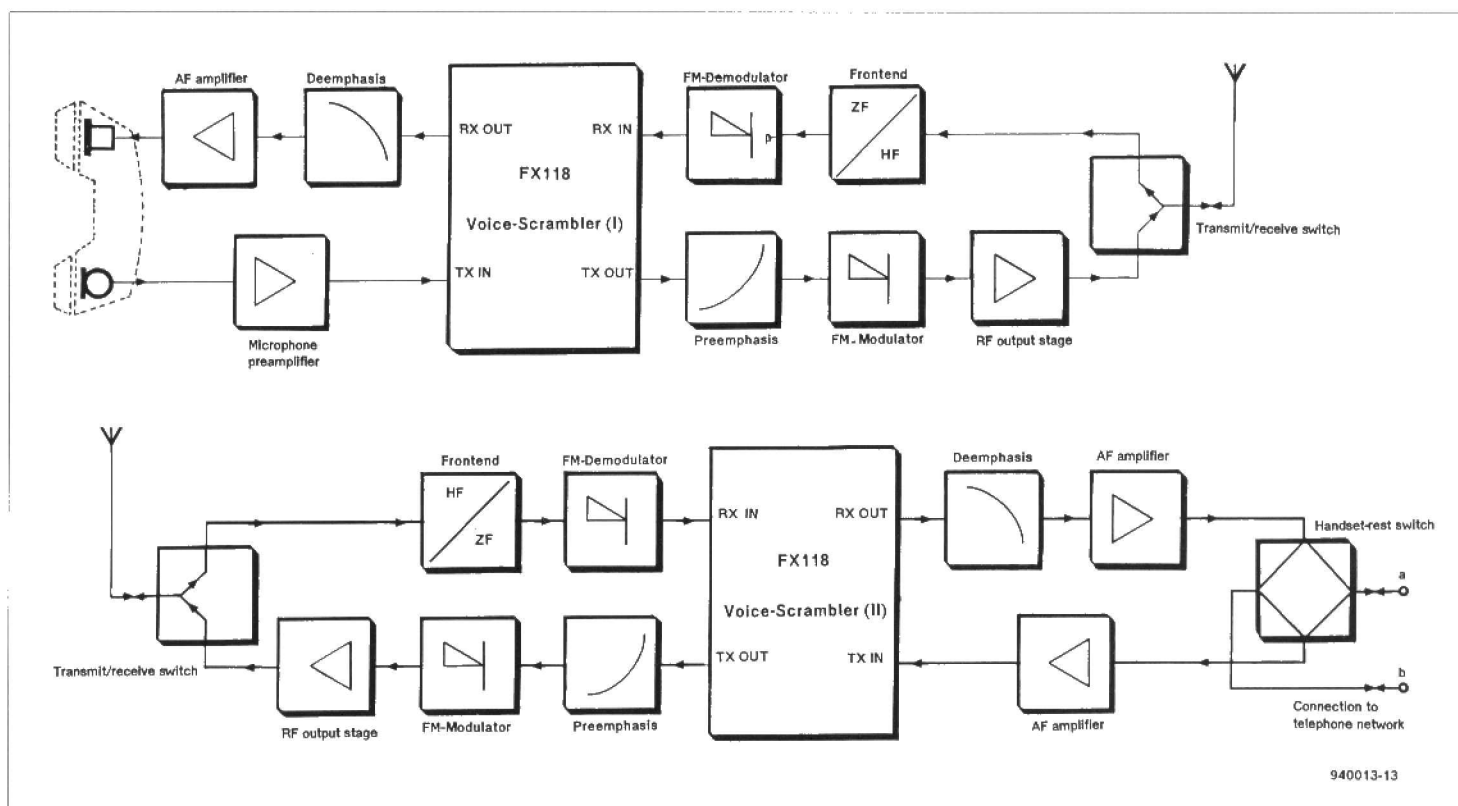 AF amplifier
Deemphasis
FM-Demodulator
Frontend
ZF
HF
RX OUT
RX IN
FX118
Voice-Scrambler (I)
TX IN
TX OUT
Transmit/receive switch
Microphone
preamplifier
Preemphasis
FM-Modulator
RF output stage
Frontend
FM-Demodulator
HF
ZF
RX IN
RX OUT
FX118
Voice-Scrambler (II)
TX OUT
TX IN
Deemphasis
AF amplifier
Handset-rest switch
a
b
Transmit/receive switch
RF output stage
FM-Modulator
Preemphasis
AF amplifier
Connection to
telephone network
940013-13